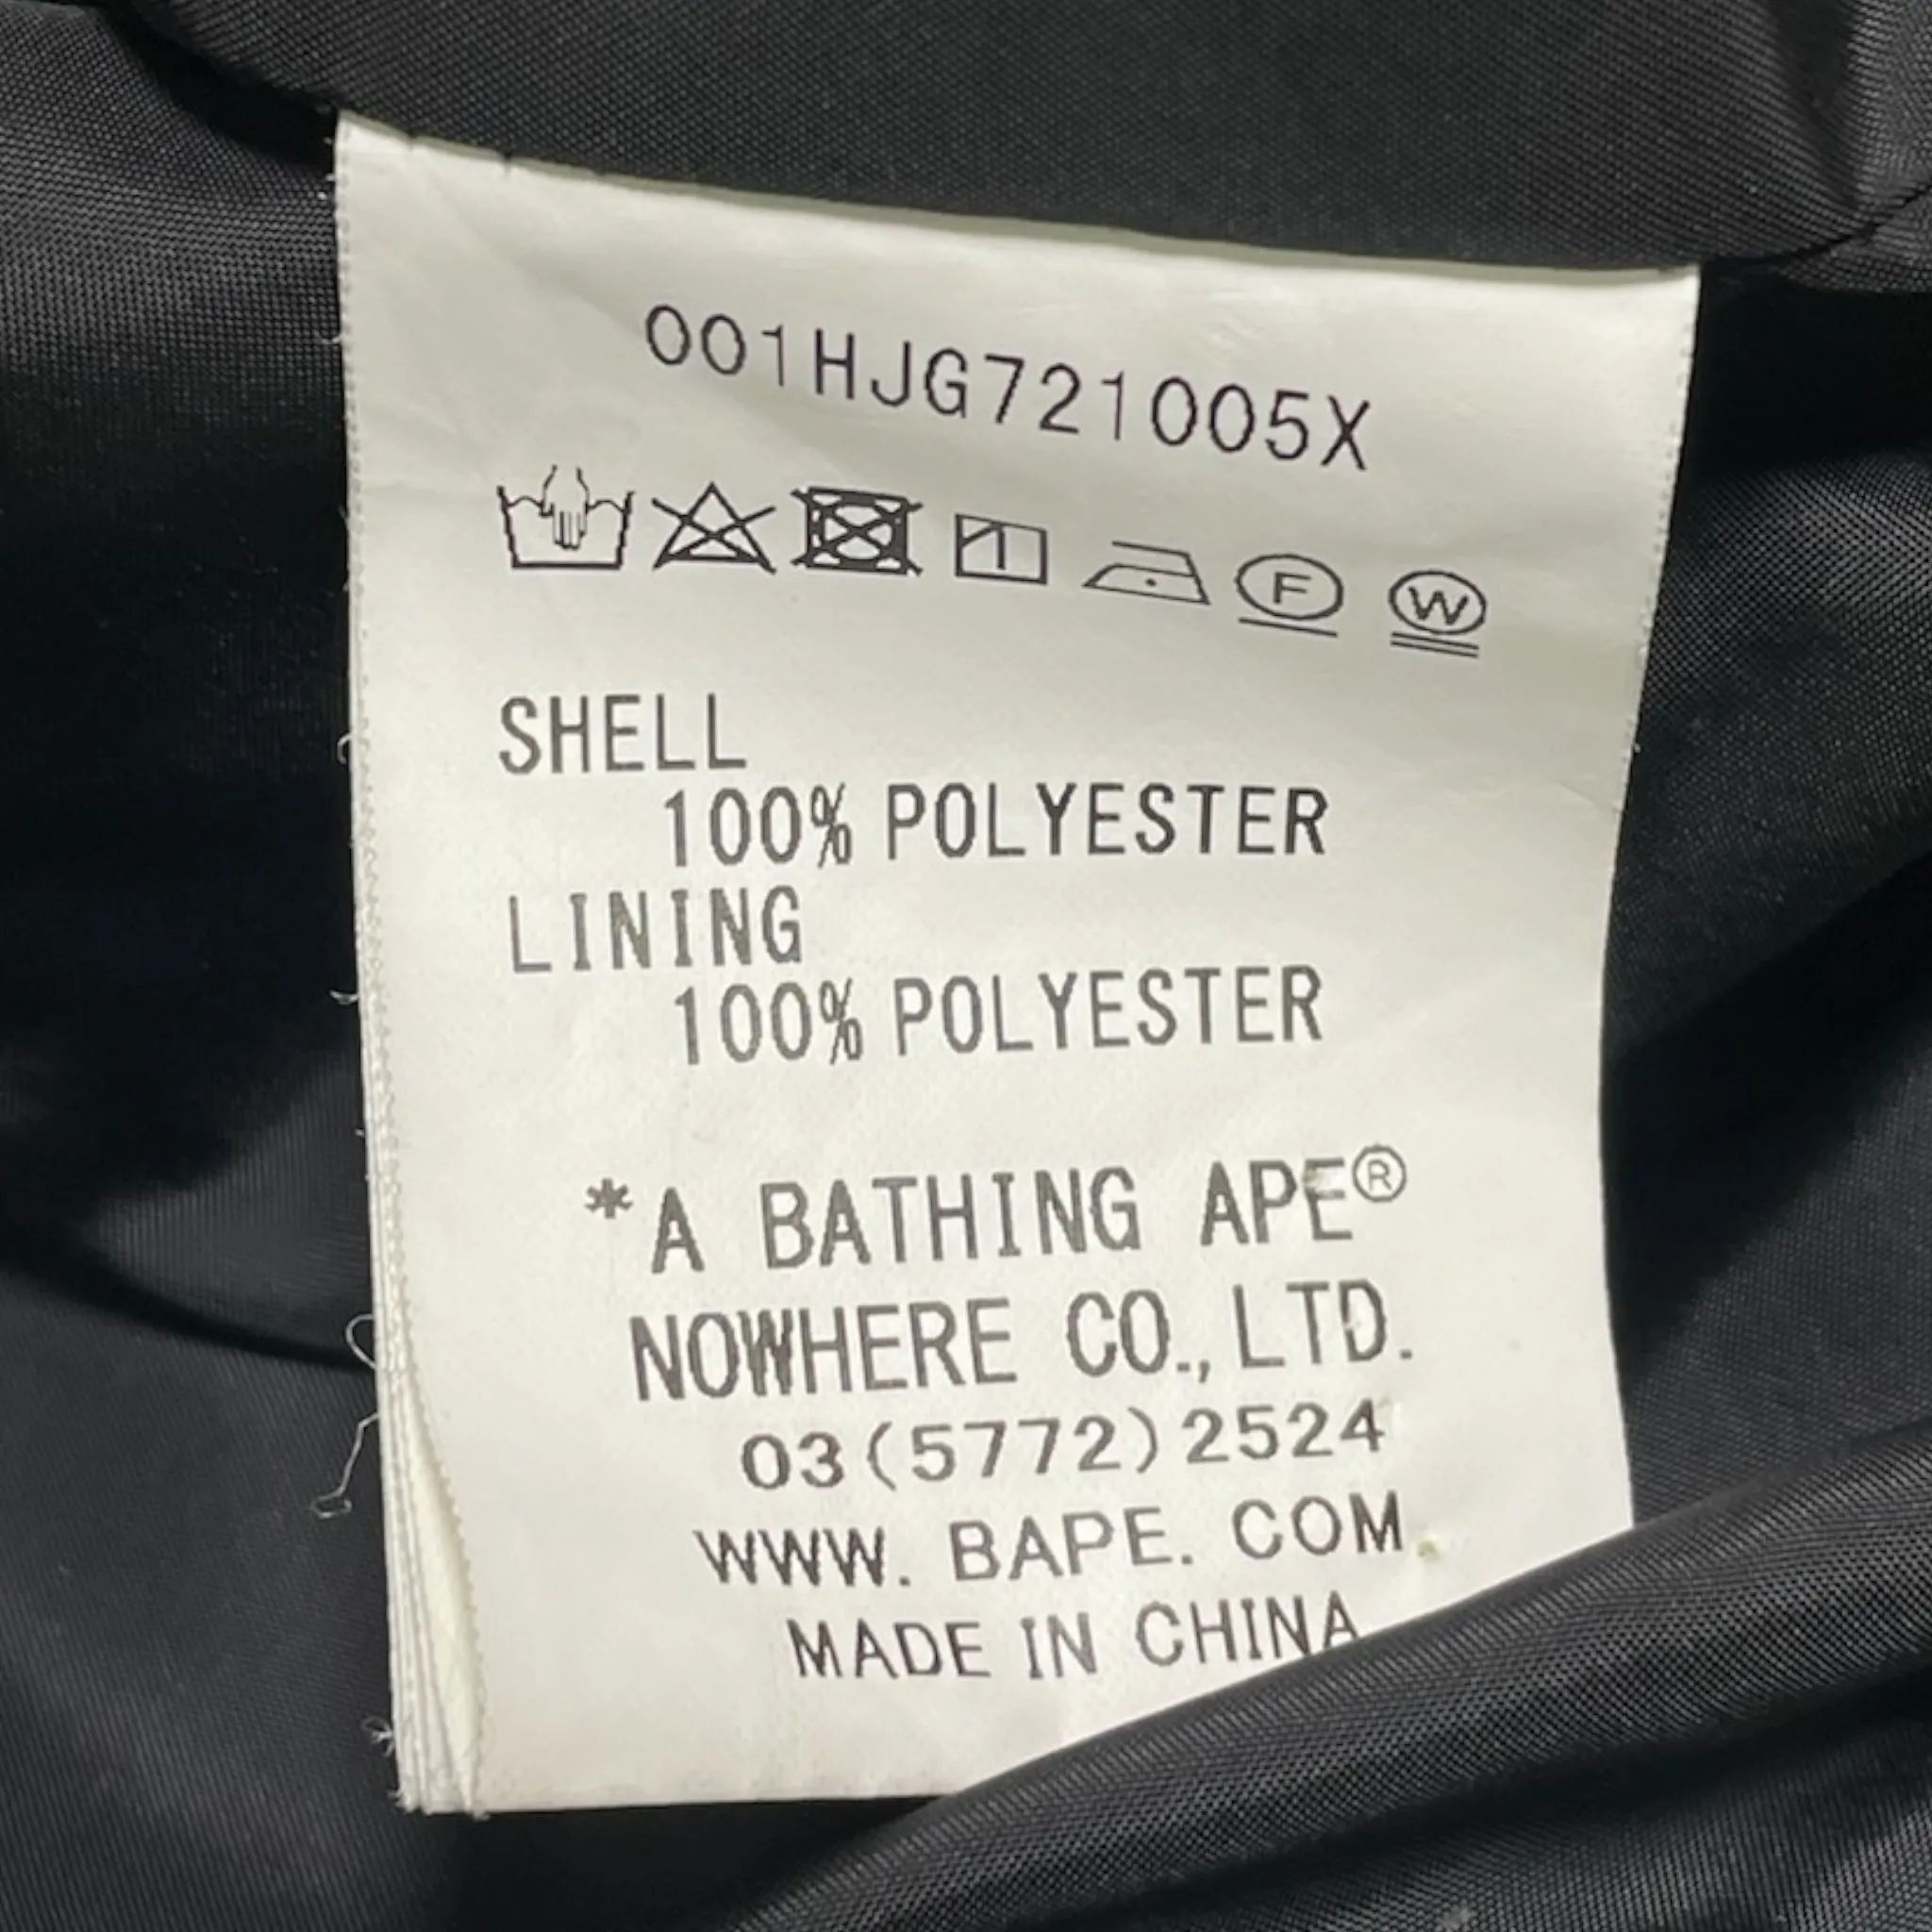 001HJG721005X
F W
SHELL
100% POLYESTER
LINING
100% POLYESTER
*A BATHING APE®
NOWHERE CO., LTD.
03(5772)2524
WWW. BAPE. COM
MADE IN CHINA